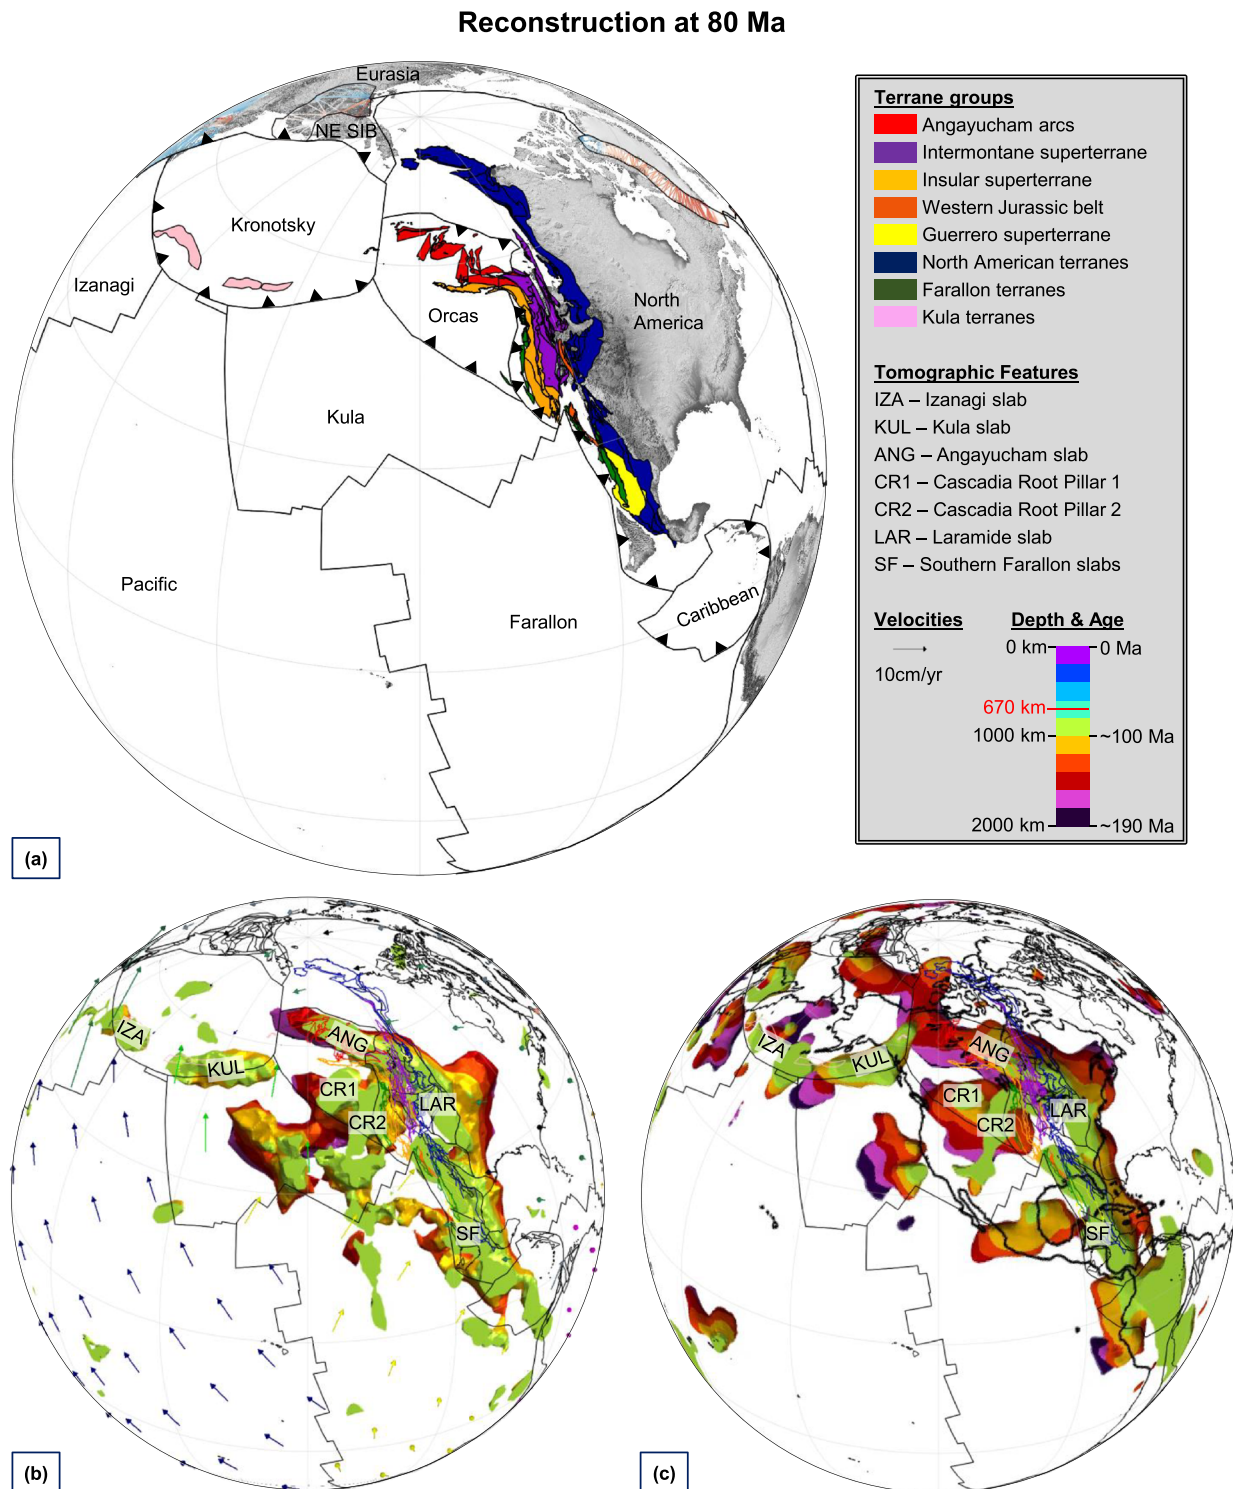 Reconstruction at 80 Ma
Eurasia
NE SIB
Kronotsky
Izanagi
Orcas
North
America
Kula
Pacific
Farallon
Caribbean
(a)
Terrane groups
Angayucham arcs
Intermontane superterrane
Insular superterrane
Western Jurassic belt
Guerrero superterrane
North American terranes
Farallon terranes
Kula terranes
Tomographic Features
IZA – Izanagi slab
KUL – Kula slab
ANG – Angayucham slab
CR1 – Cascadia Root Pillar 1
CR2 – Cascadia Root Pillar 2
LAR – Laramide slab
SF – Southern Farallon slabs
Velocities
10cm/yr
Depth & Age
0 km 0 Ma
670 km
1000 km ~100 Ma
2000 km ~190 Ma
IZA
KUL
ANG
CR1
CR2
LAR
SF
(b)
IZA
KUL
ANG
CR1
CR2
LAR
SF
(c)